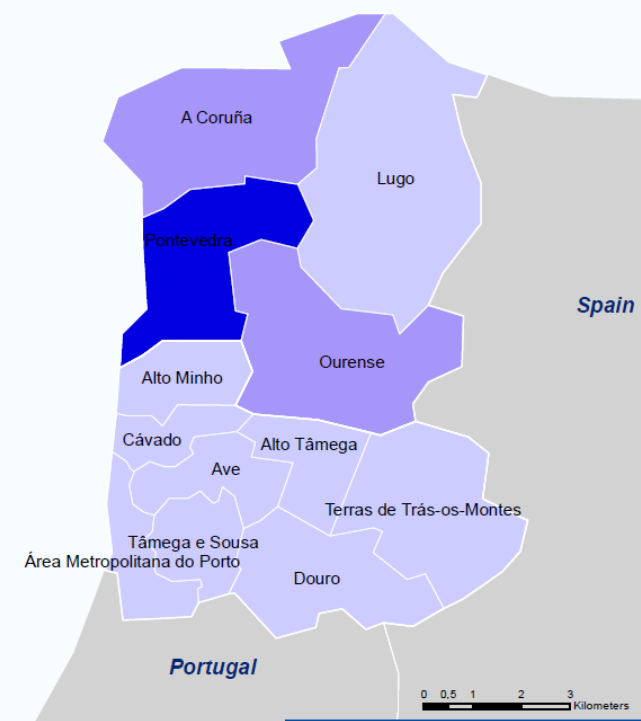 A Coruña
Lugo
Pontevedra
Spain
Ourense
Alto Minho
Cávado
Alto Tâmega
Ave
Terras de Trás-os-Montes
Tâmega e Sousa
Área Metropolitana do Porto
Douro
Portugal
0 0,5 1 2 3
Kilometers